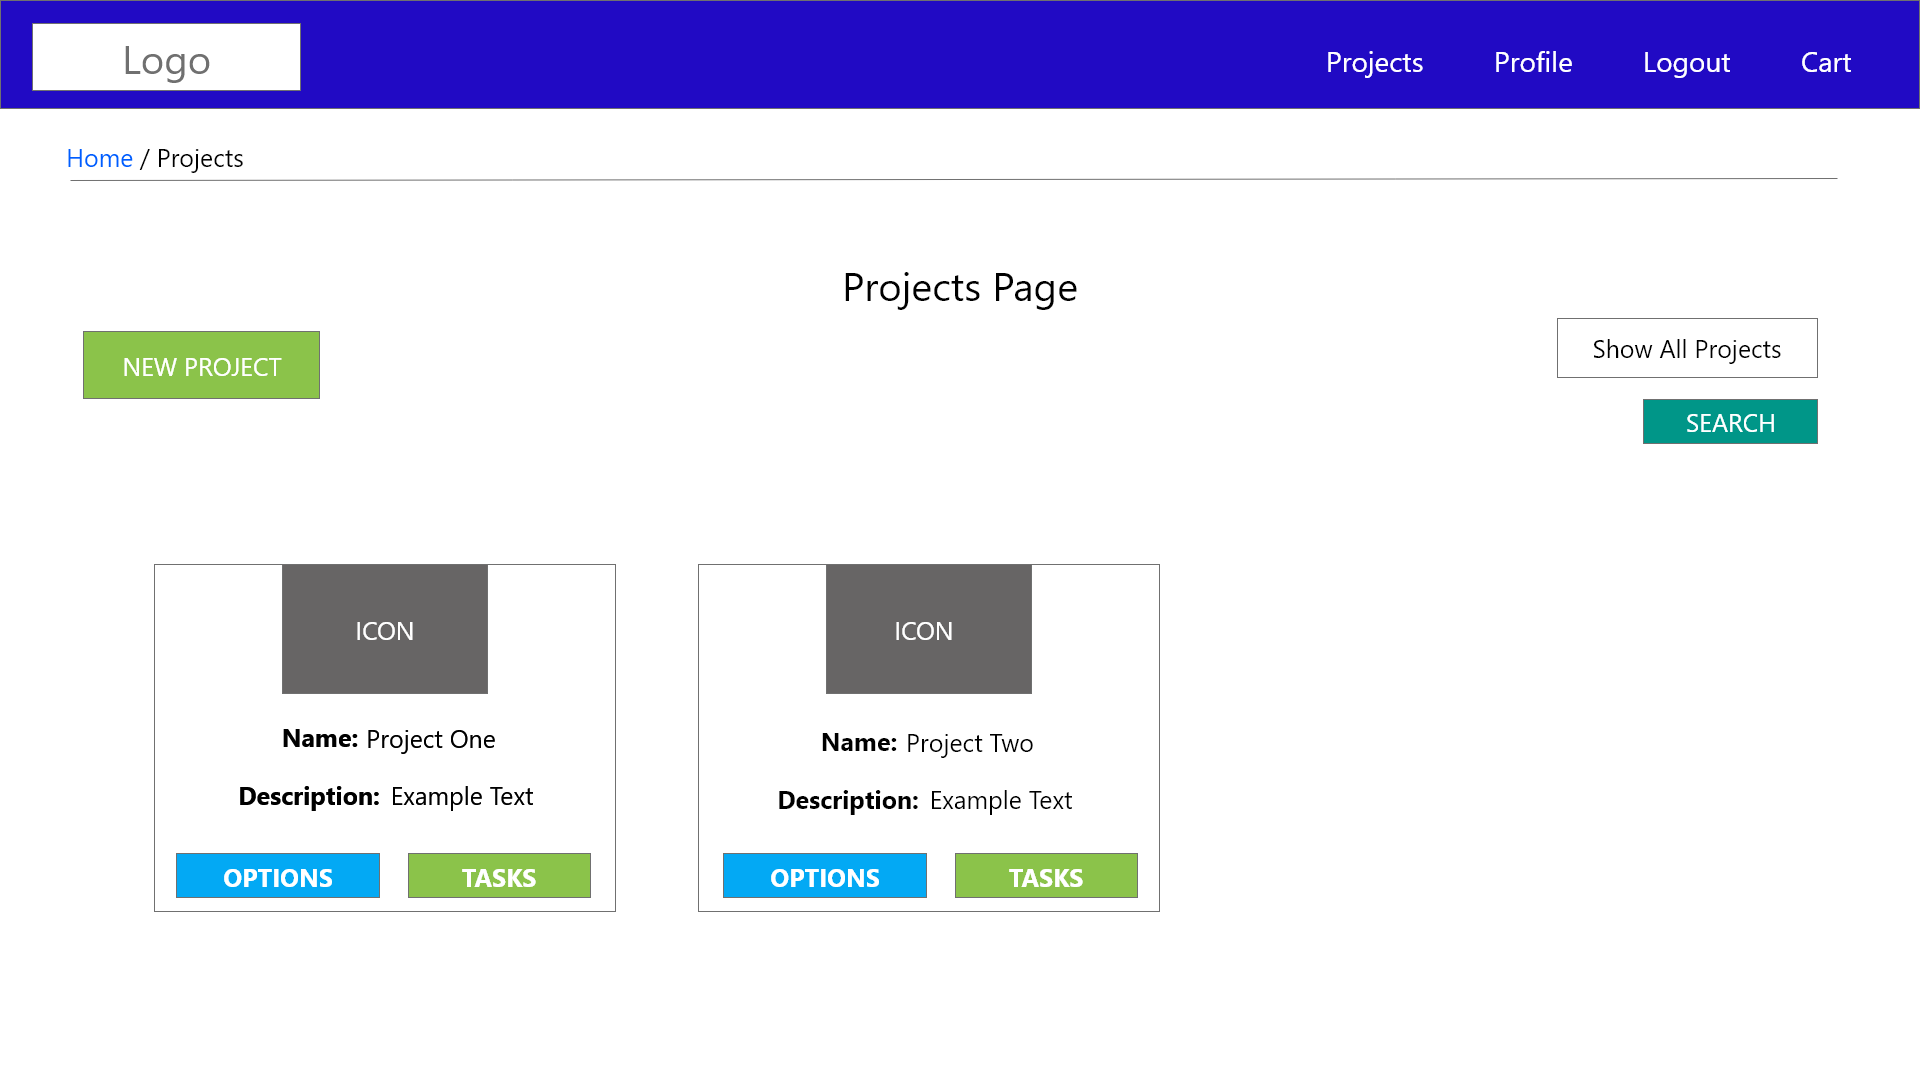 Logo
Projects Profile Logout Cart
Home / Projects
Projects Page
NEW PROJECT
Show All Projects
SEARCH
ICON
Name: Project One
Description: Example Text
OPTIONS TASKS
ICON
Name: Project Two
Description: Example Text
OPTIONS TASKS